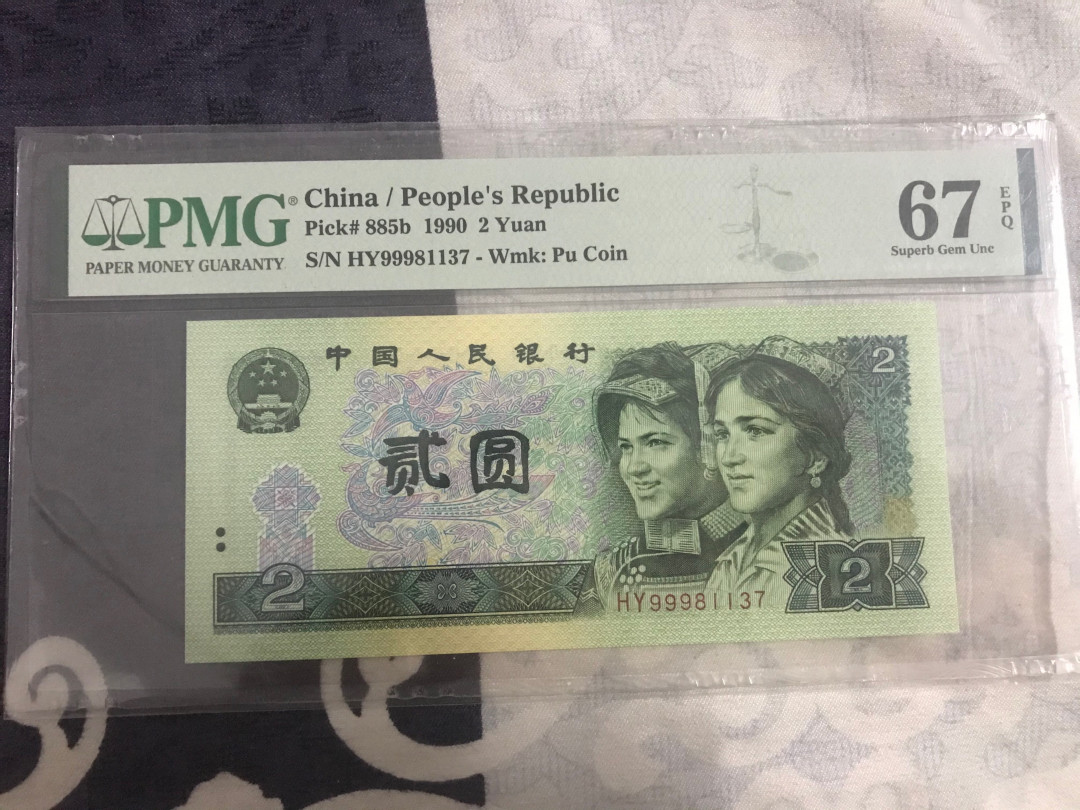 PMG®
PAPER MONEY GUARANTY
China / People's Republic
Pick# 885b 1990 2 Yuan
S/N HY99981137 - Wmk: Pu Coin
67
EPQ
Superb Gem Unc
中国人民银行
2
贰圆
2
HY99981137
2